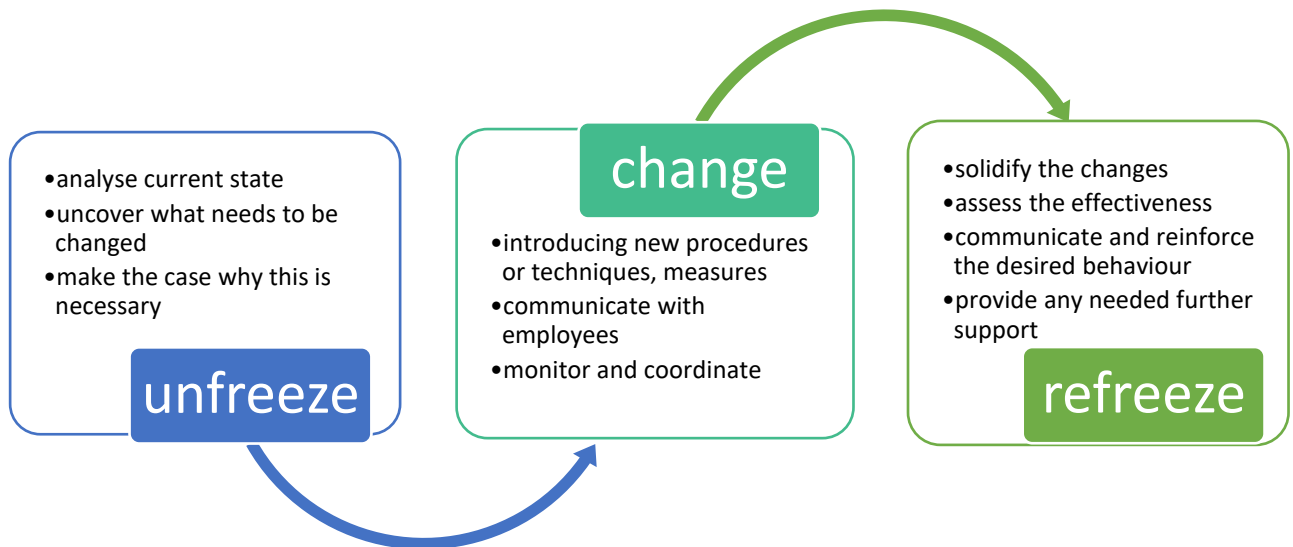 •analyse current state
•uncover what needs to be
changed
•make the case why this is
necessary
unfreeze
change
•introducing new procedures
or techniques, measures
•communicate with
employees
•monitor and coordinate
•solidify the changes
•assess the effectiveness
•communicate and reinforce
the desired behaviour
•provide any needed further
support
refreeze